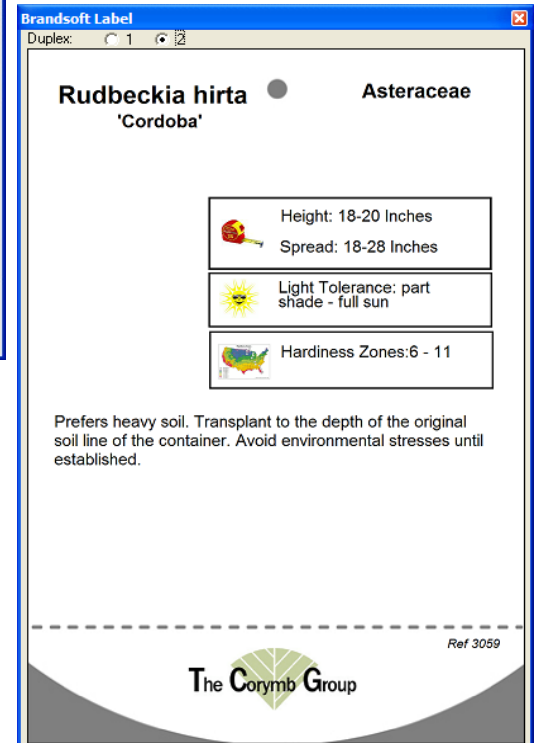 Brandsoft Label
Duplex: 1 2
Rudbeckia hirta
'Cordoba'
Asteraceae
Height: 18-20 Inches
Spread: 18-28 Inches
Light Tolerance: part
shade - full sun
Hardiness Zones:6 - 11
Prefers heavy soil. Transplant to the depth of the original
soil line of the container. Avoid environmental stresses until
established.
Ref 3059
The Corymb Group